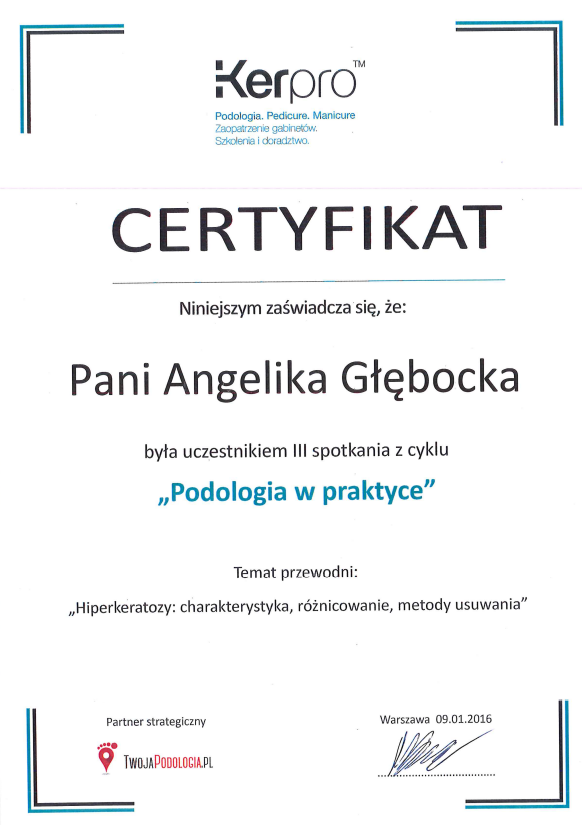 Kerpro™
Podologia. Pedicure. Manicure
Zaopatrzenie gabinetów.
Szkolenia i doradztwo.
CERTYFIKAT
Niniejszym zaświadcza się, że:
Pani Angelika Głębocka
była uczestnikiem III spotkania z cyklu
„Podologia w praktyce”
Temat przewodni:
„Hiperkeratozy: charakterystyka, różnicowanie, metody usuwania”
Partner strategiczny
TwojaPodologia.pl
Warszawa 09.01.2016